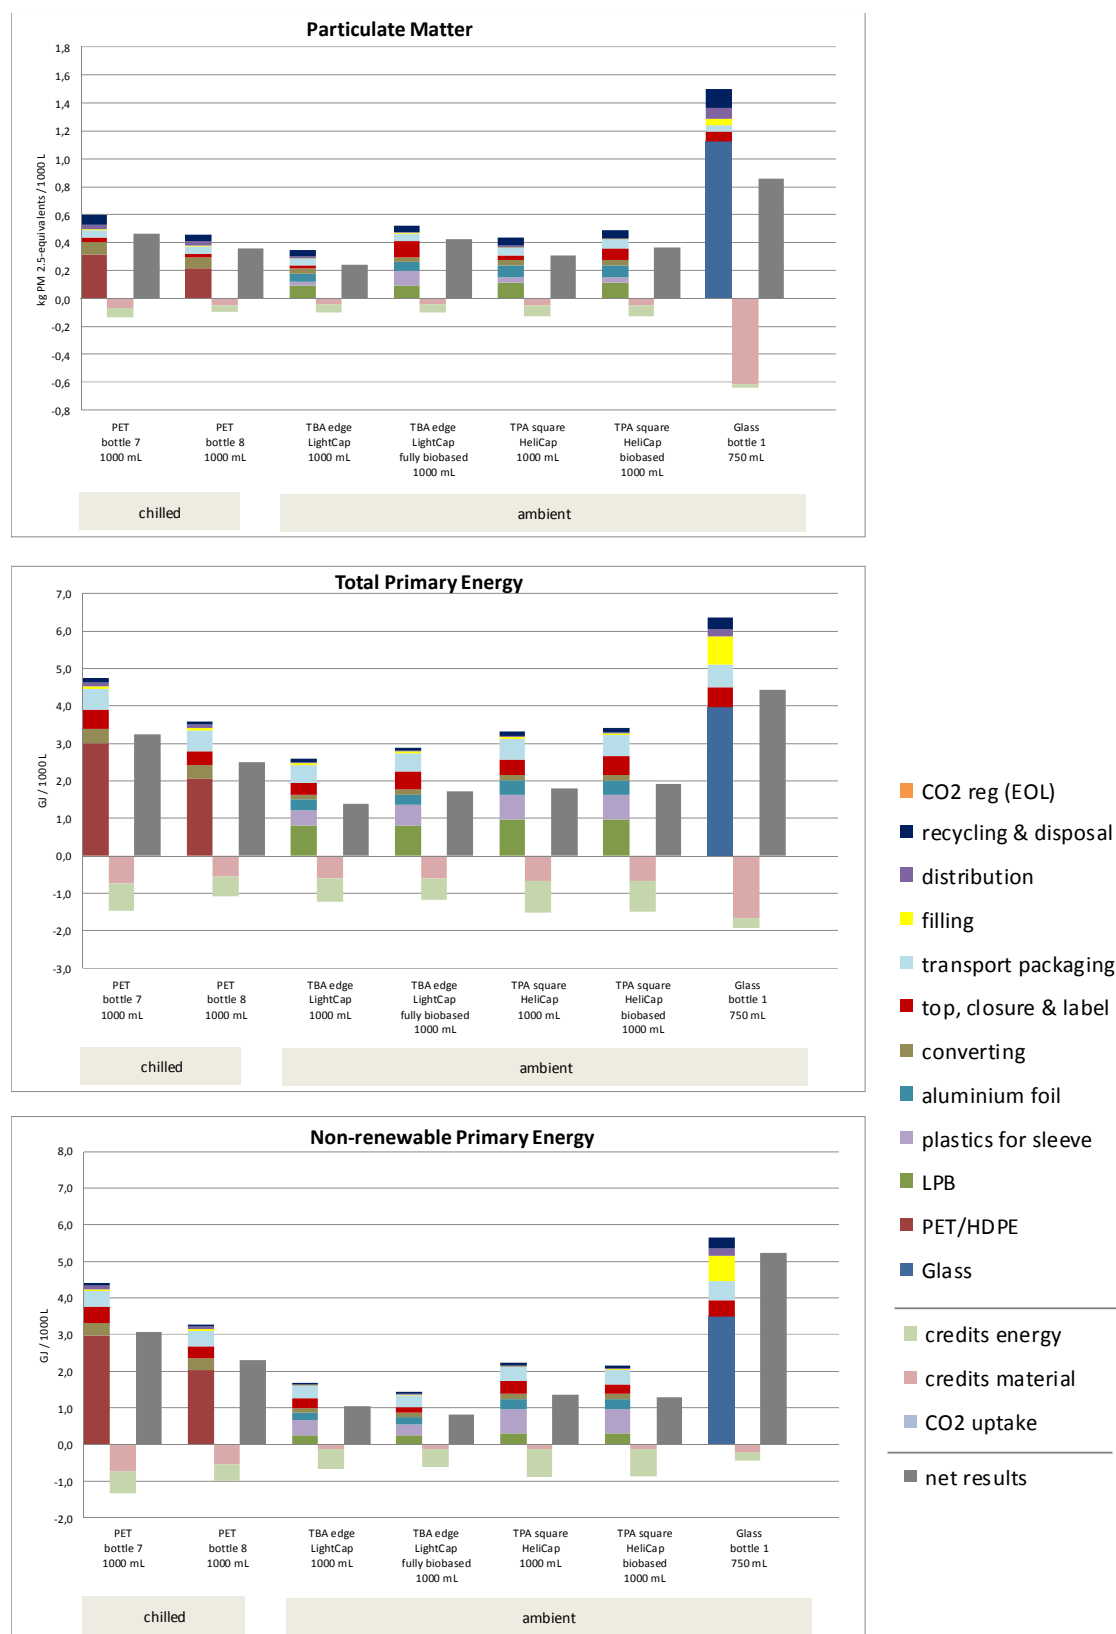 Particulate Matter
kg PM 2.5-equivalents / 1000 L
1,8
1,6
1,4
1,2
1,0
0,8
0,6
0,4
0,2
0,0
-0,2
-0,4
-0,6
-0,8
PET
bottle 7
1000 mL
PET
bottle 8
1000 mL
TBA edge
LightCap
1000 mL
TBA edge
LightCap
fully biobased
1000 mL
TPA square
HeliCap
1000 mL
TPA square
HeliCap
biobased
1000 mL
Glass
bottle 1
750 mL
chilled
ambient
Total Primary Energy
GJ / 1000 L
7,0
6,0
5,0
4,0
3,0
2,0
1,0
0,0
-1,0
-2,0
-3,0
PET
bottle 7
1000 mL
PET
bottle 8
1000 mL
TBA edge
LightCap
1000 mL
TBA edge
LightCap
fully biobased
1000 mL
TPA square
HeliCap
1000 mL
TPA square
HeliCap
biobased
1000 mL
Glass
bottle 1
750 mL
chilled
ambient
Non-renewable Primary Energy
GJ / 1000 L
8,0
7,0
6,0
5,0
4,0
3,0
2,0
1,0
0,0
-1,0
-2,0
PET
bottle 7
1000 mL
PET
bottle 8
1000 mL
TBA edge
LightCap
1000 mL
TBA edge
LightCap
fully biobased
1000 mL
TPA square
HeliCap
1000 mL
TPA square
HeliCap
biobased
1000 mL
Glass
bottle 1
750 mL
chilled
ambient
CO2 reg (EOL)
recycling & disposal
distribution
filling
transport packaging
top, closure & label
converting
aluminium foil
plastics for sleeve
LPB
PET/HDPE
Glass
credits energy
credits material
CO2 uptake
net results